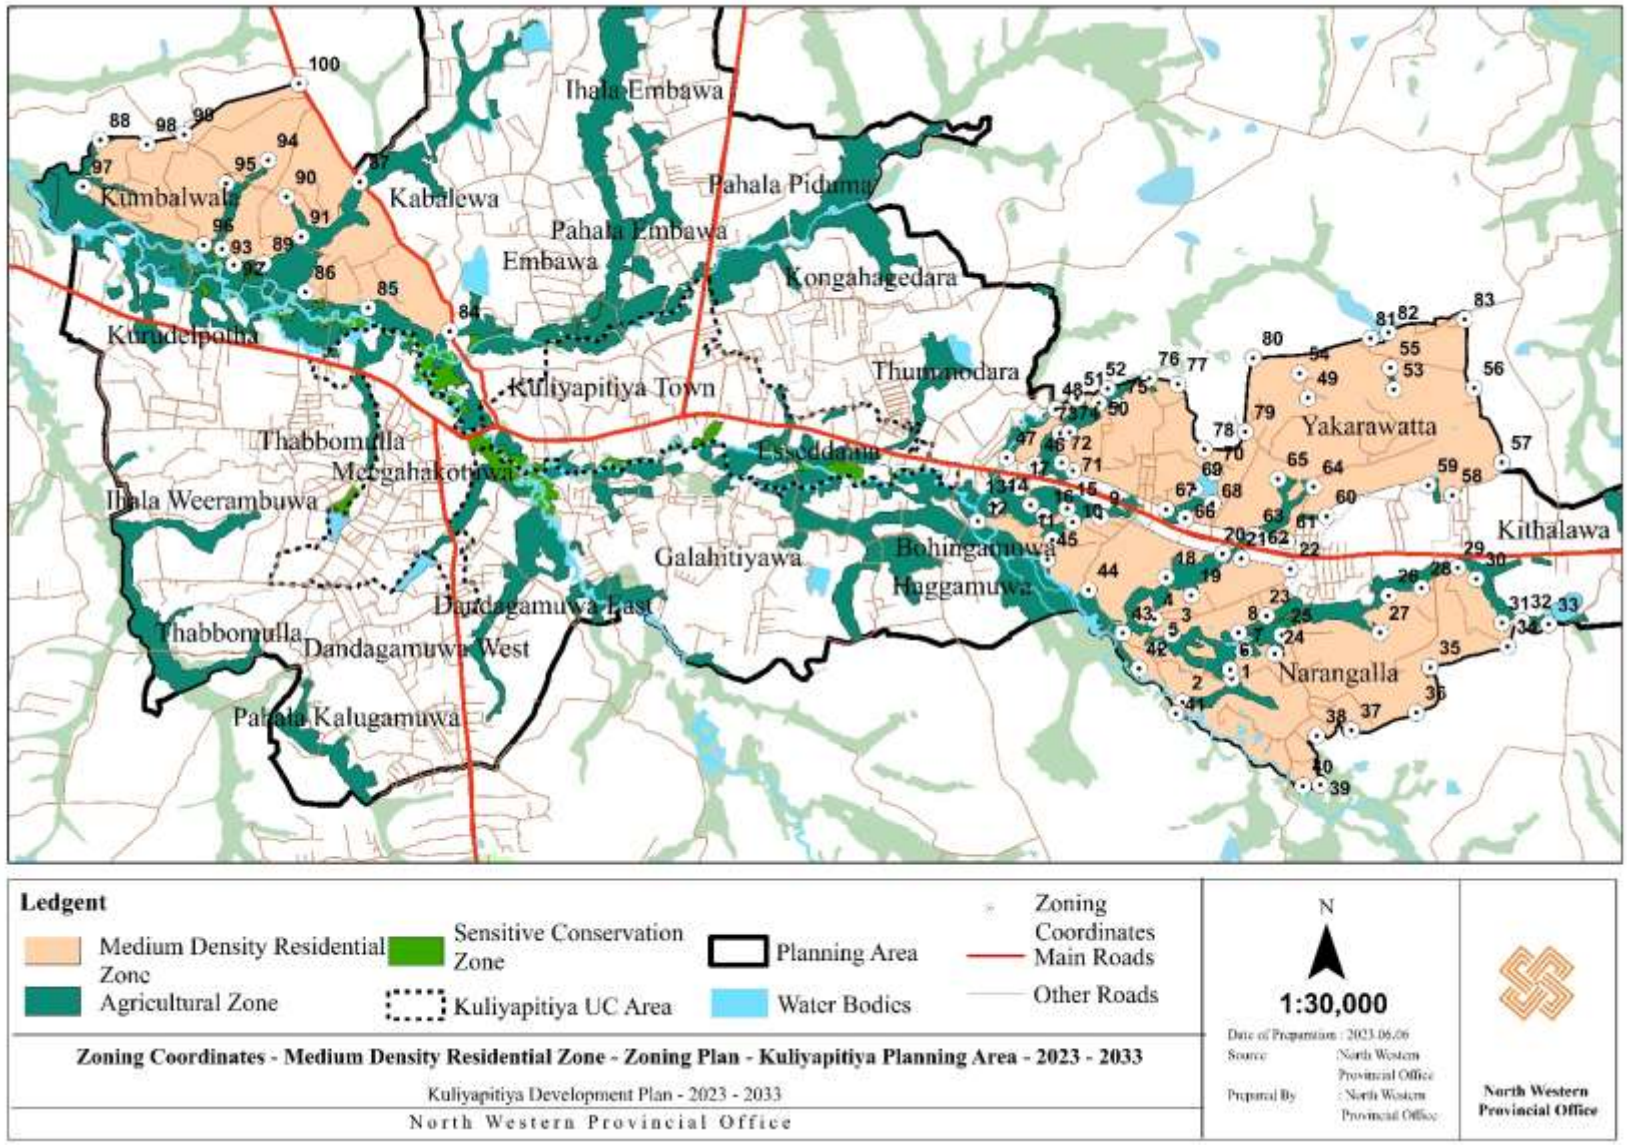 100
88
98
99
94
97
95
90
87
Kumbalwala
Kabalewa
91
96
93
89
92
86
85
84
Ihala Embawa
Pahala Piduma
Pahala Embawa
Embawa
Kongahagedara
Kurudelpotha
Kuliyapitiya Town
Thummodara
83
82
81
80
54
55
76
77
52
51
48
75
49
53
56
50
73
74
79
Yakarawatta
78
47
46
72
70
57
Thabbomulla
Meegahakotuwa
Esseddama
17
71
69
65
64
59
58
Ihala Weerambuwa
13
14
15
9
67
68
60
12
16
66
63
61
Kithalawa
11
10
45
20
21
62
22
29
Galahitiyawa
Bohingamuwa
18
28
30
44
Haggamuwa
19
26
4
23
Dandagamuwa East
43
3
8
25
27
31
32
33
Thabbomulla
5
7
24
34
Dandagamuwa West
42
6
35
1
Narangalla
2
36
Pahala Kalugamuwa
41
38
37
40
39
Ledgent
Medium Density Residential
Zone
Agricultural Zone
Sensitive Conservation
Zone
Kuliyapitiya UC Area
Planning Area
Water Bodies
Zoning
Coordinates
Main Roads
Other Roads
Zoning Coordinates - Medium Density Residential Zone - Zoning Plan - Kuliyapitiya Planning Area - 2023 - 2033
Kuliyapitiya Development Plan - 2023 - 2033
North Western Provincial Office
N
1:30,000
Date of Preparation : 2023.06.06
Source :North Western
Provincial Office
Prepared By : North Western
Provincial Office
North Western
Provincial Office